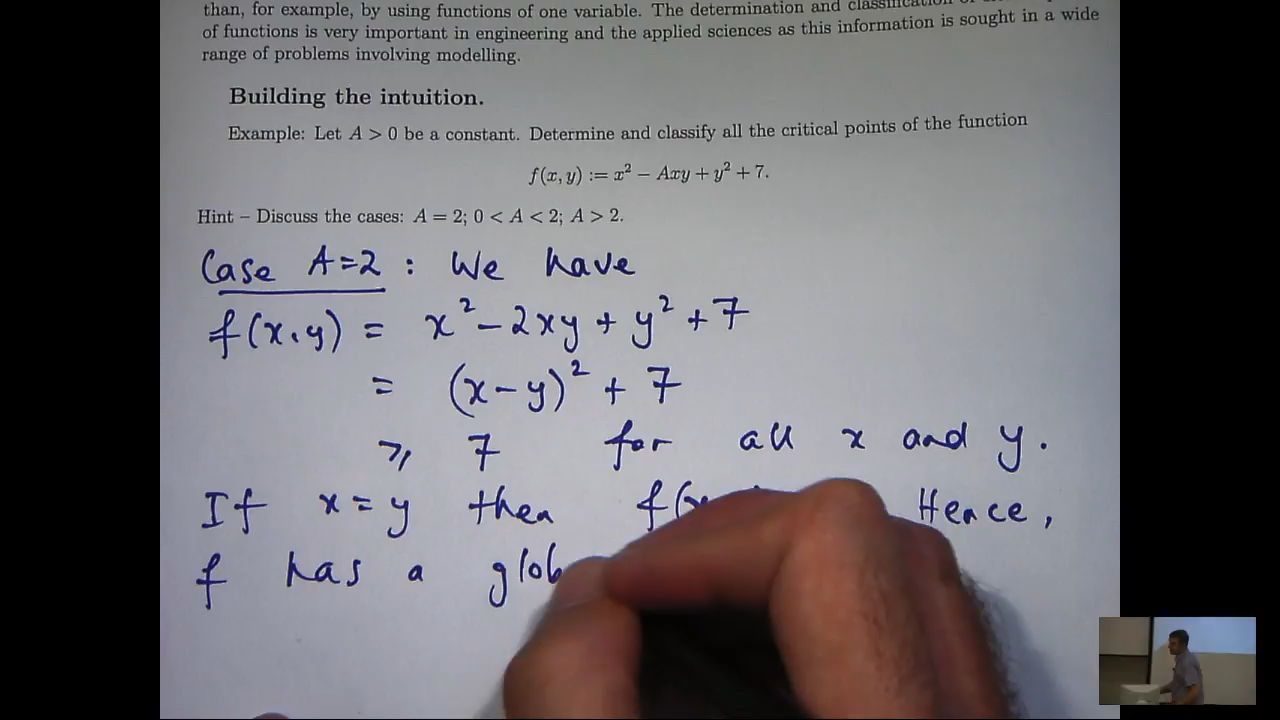 than, for example, by using functions of one variable. The determination and classification of
of functions is very important in engineering and the applied sciences as this information is sought in a wide
range of problems involving modelling.
Building the intuition.
Example: Let A > 0 be a constant. Determine and classify all the critical points of the function
f(x, y) := x² − Axy + y² + 7.
Hint – Discuss the cases: A = 2; 0 < A < 2; A > 2.
Case A=2 : We have
f(x,y) = x² - 2xy + y² + 7
= (x-y)² + 7
⩾ 7 for all x and y.
If x=y then f(x Hence,
f has a glob